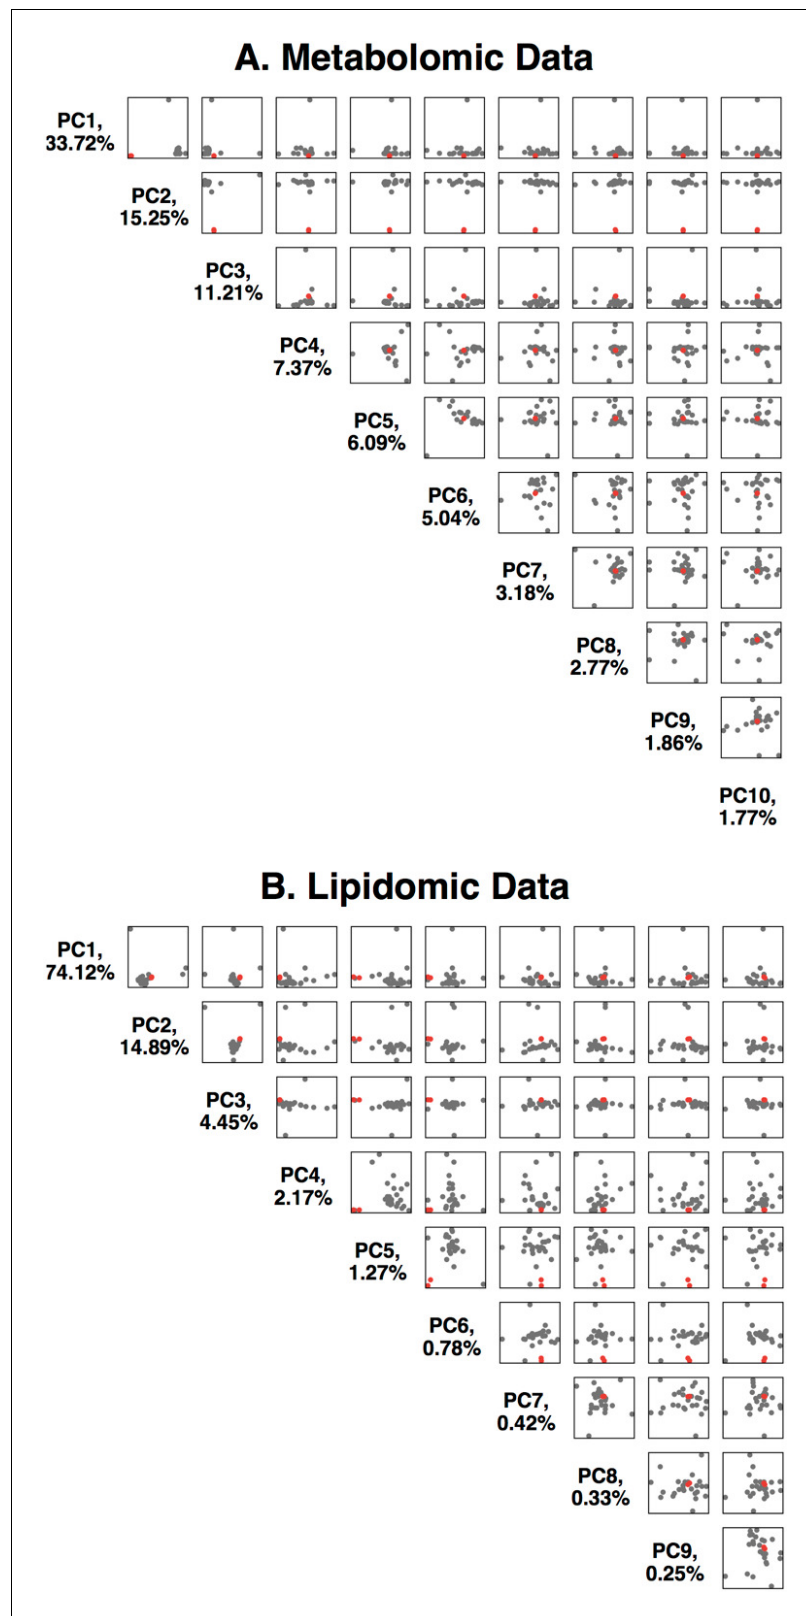 A. Metabolomic Data
PC1,
33.72%
PC2,
15.25%
PC3,
11.21%
PC4,
7.37%
PC5,
6.09%
PC6,
5.04%
PC7,
3.18%
PC8,
2.77%
PC9,
1.86%
PC10,
1.77%
B. Lipidomic Data
PC1,
74.12%
PC2,
14.89%
PC3,
4.45%
PC4,
2.17%
PC5,
1.27%
PC6,
0.78%
PC7,
0.42%
PC8,
0.33%
PC9,
0.25%